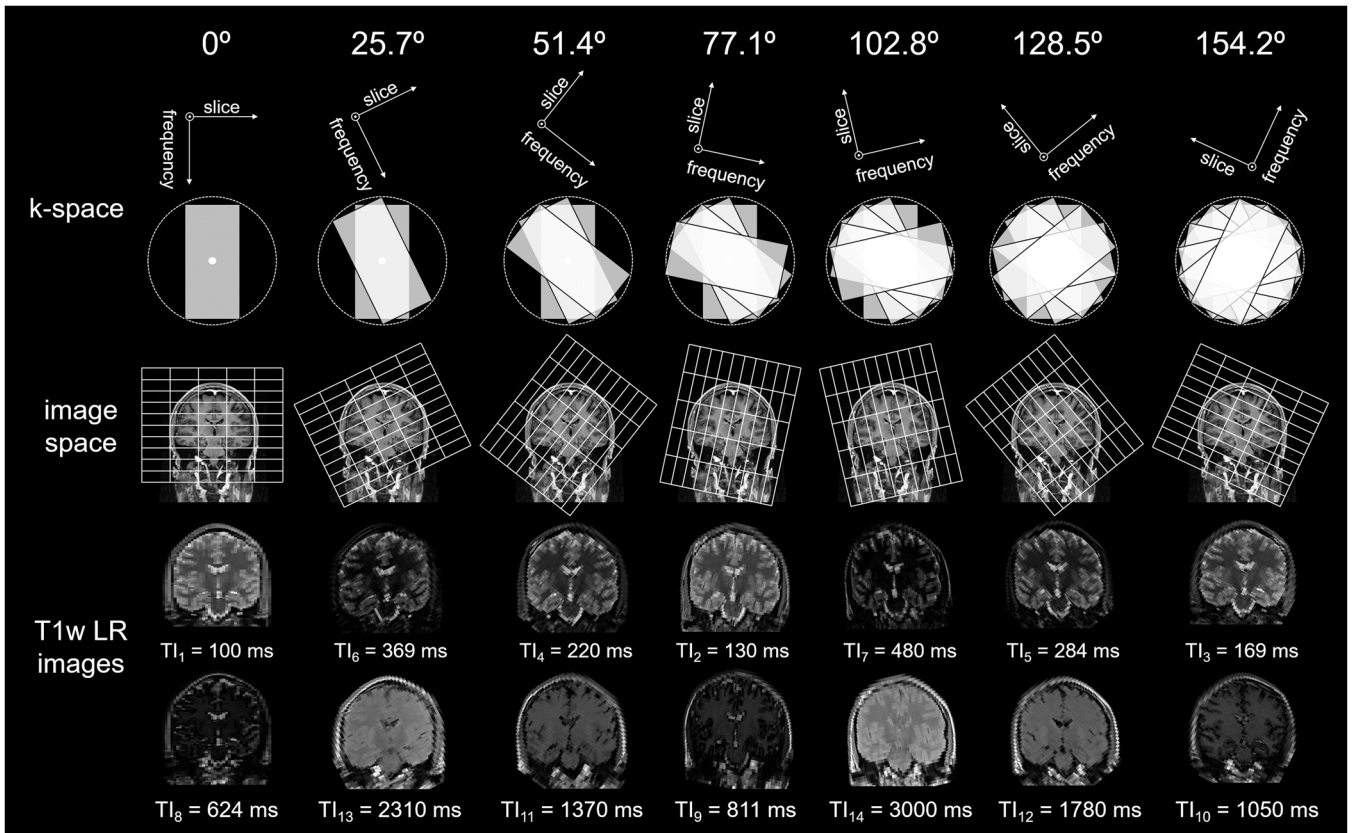 0º 25.7º 51.4º 77.1º 102.8º 128.5º 154.2º
slice frequency
slice frequency
slice frequency
slice frequency
slice frequency
slice frequency
slice frequency
k-space
image
space
T1w LR
images
TI₁ = 100 ms TI₆ = 369 ms TI₄ = 220 ms TI₂ = 130 ms TI₇ = 480 ms TI₅ = 284 ms TI₃ = 169 ms
TI₈ = 624 ms TI₁₃ = 2310 ms TI₁₁ = 1370 ms TI₉ = 811 ms TI₁₄ = 3000 ms TI₁₂ = 1780 ms TI₁₀ = 1050 ms